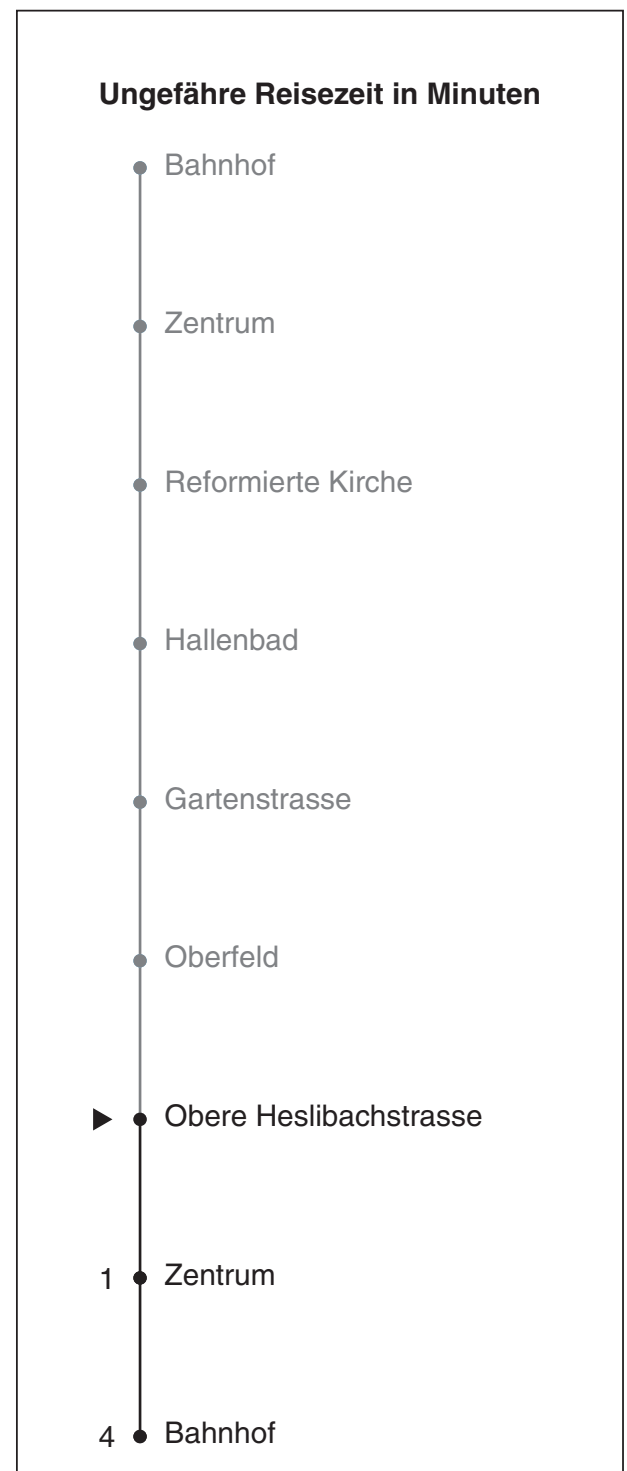 Ungefähre Reisezeit in Minuten
Bahnhof
Zentrum
Reformierte Kirche
Hallenbad
Gartenstrasse
Oberfeld
Obere Heslibachstrasse
1 Zentrum
4 Bahnhof